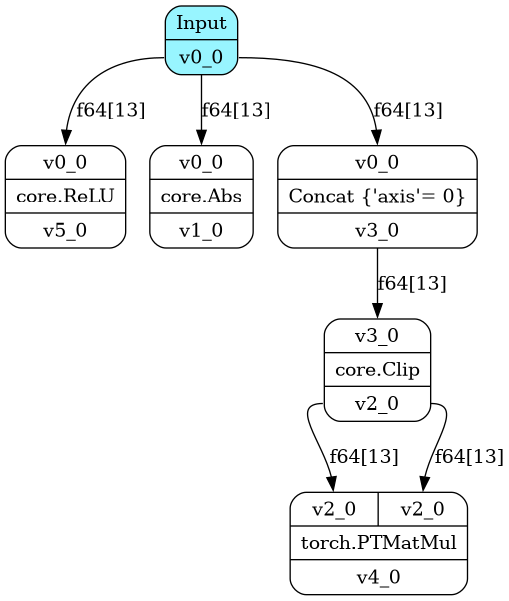 Input
v0_0
f64[13]
f64[13]
f64[13]
v0_0
core.ReLU
v5_0
v0_0
core.Abs
v1_0
v0_0
Concat {'axis'= 0}
v3_0
f64[13]
v3_0
core.Clip
v2_0
f64[13]
f64[13]
v2_0
v2_0
torch.PTMatMul
v4_0